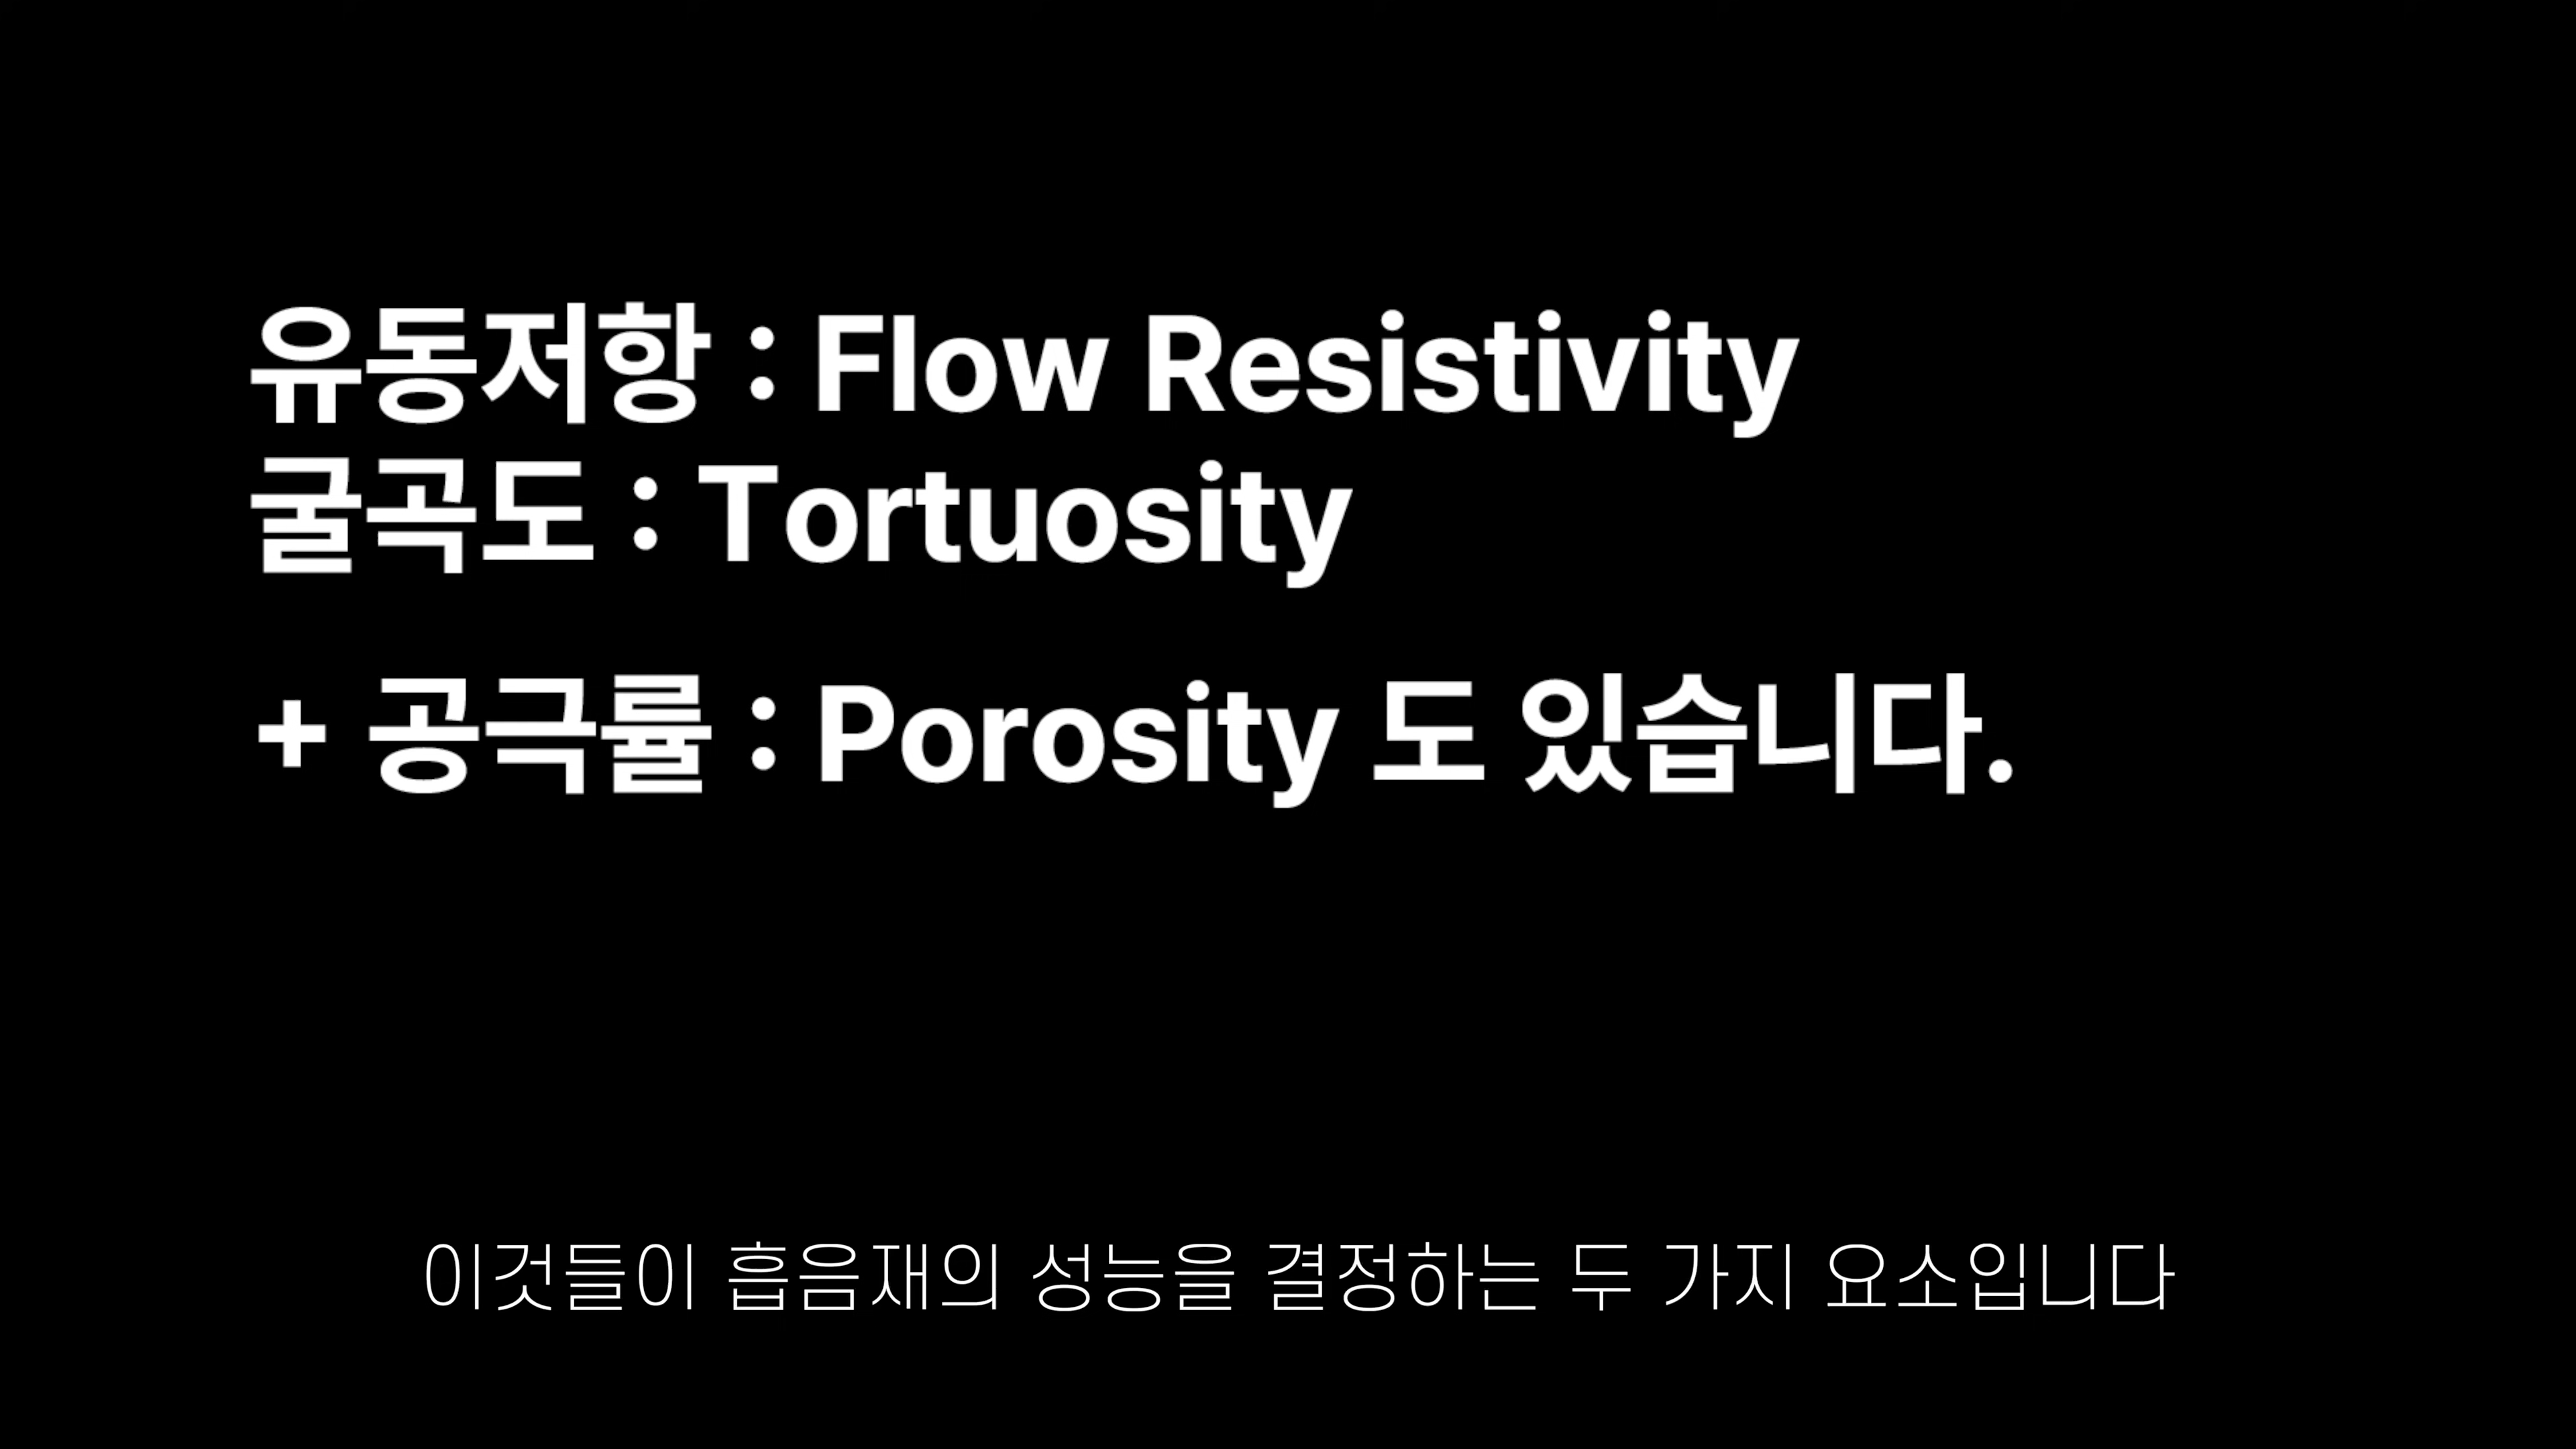 유동저항 : Flow Resistivity
굴곡도 : Tortuosity
+ 공극률 : Porosity 도 있습니다.
이것들이 흡음재의 성능을 결정하는 두 가지 요소입니다